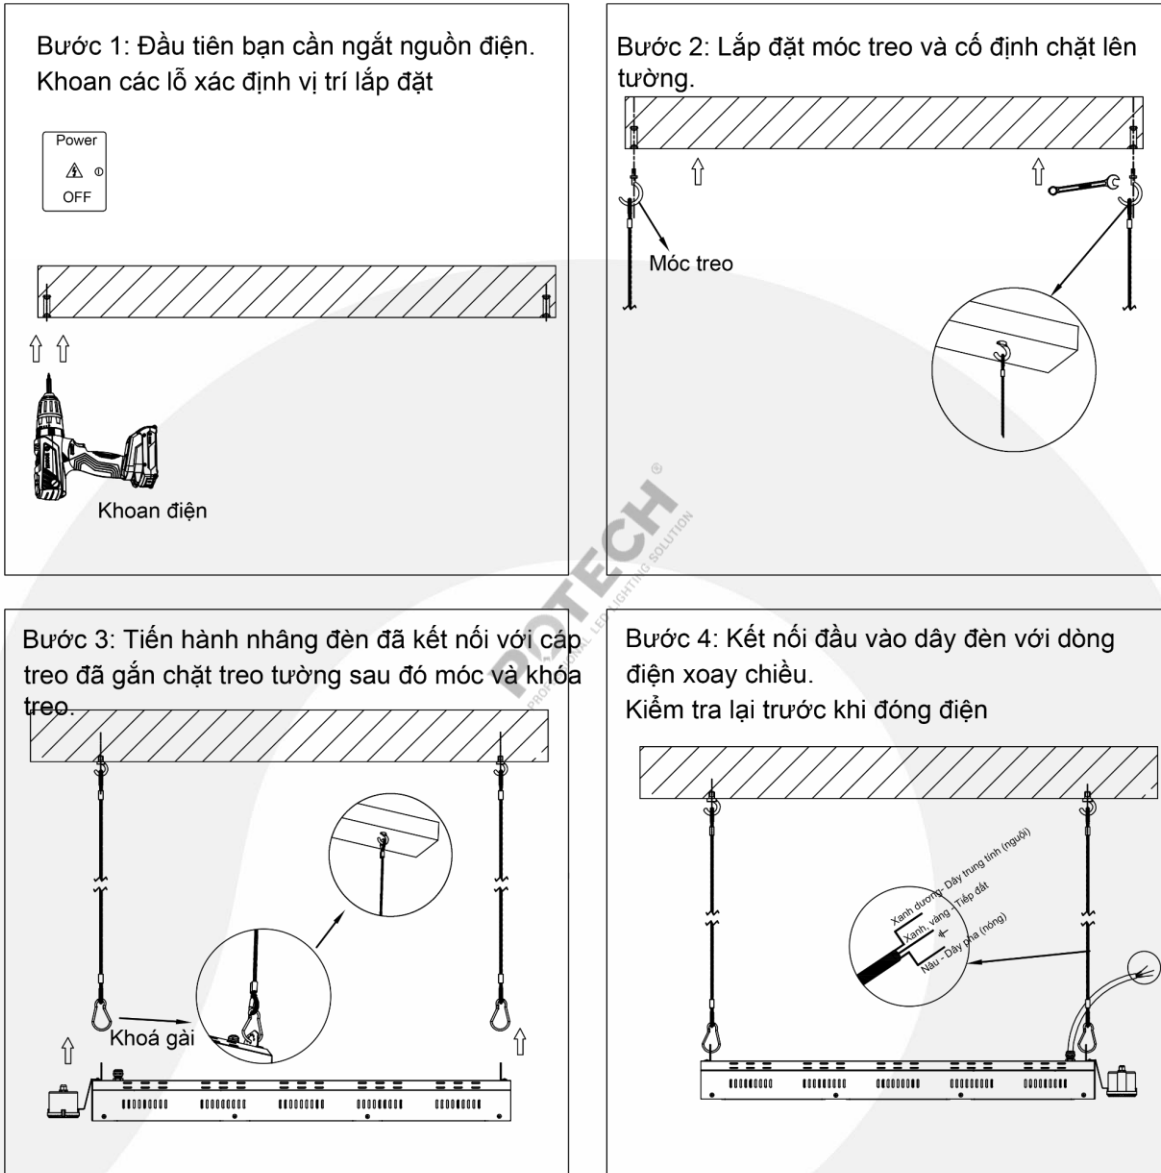 Bước 1: Đầu tiên bạn cần ngắt nguồn điện.
Khoan các lỗ xác định vị trí lắp đặt
Power
OFF
Khoan điện
Bước 2: Lắp đặt móc treo và cố định chặt lên
tường.
Móc treo
POTECH®
PROFESSIONAL LED LIGHTING SOLUTION
Bước 3: Tiến hành nhâng đèn đã kết nối với cáp
treo đã gắn chặt treo tường sau đó móc và khóa
treo.
Khoá gài
Bước 4: Kết nối đầu vào dây đèn với dòng
điện xoay chiều.
Kiểm tra lại trước khi đóng điện
Xanh dương- Dây trung tính (nguội)
Xanh, vàng - Tiếp đất
Nâu - Dây pha (nóng)